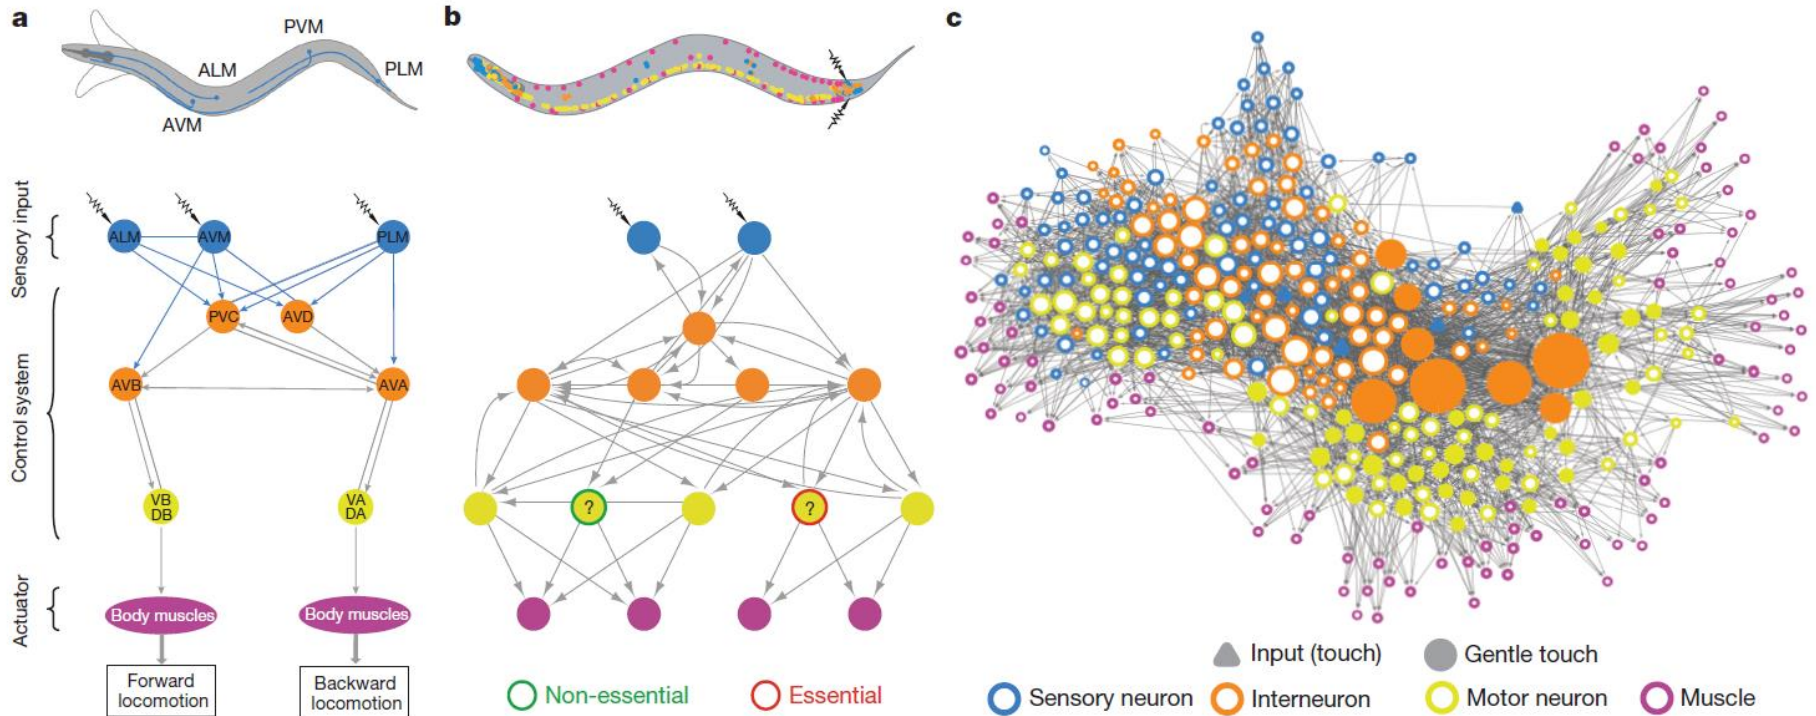 a
PVM
ALM
PLM
AVM
Sensory input
ALM
AVM
PLM
Control system
PVC
AVD
AVB
AVA
VB
DB
VA
DA
Actuator
Body muscles
Body muscles
Forward
locomotion
Backward
locomotion
b
?
?
Non-essential
Essential
c
Input (touch)
Gentle touch
Sensory neuron
Interneuron
Motor neuron
Muscle